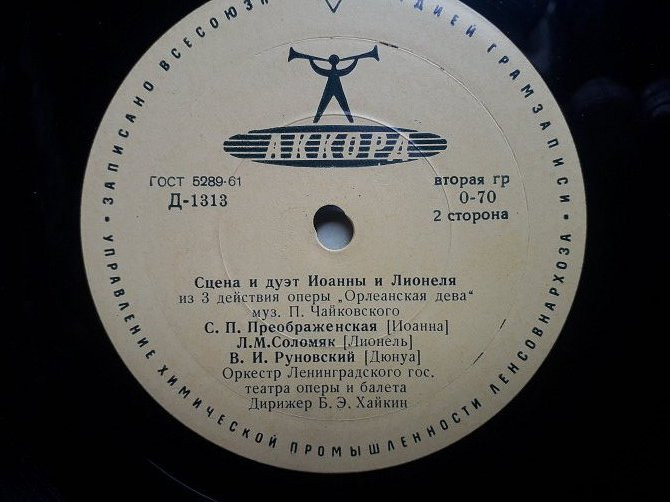 ЗАПИСАНО ВСЕСОЮЗН
ДИЕЙ ГРАМЗАПИСИ
АККОРД
ГОСТ 5289-61
Д-1313
вторая гр
0-70
2 сторона
Сцена и дуэт Иоанны и Лионеля
из 3 действия оперы „Орлеанская дева“
муз. П. Чайковского
С. П. Преображенская [Иоанна]
Л.М.Соломяк [Лионель]
В. И. Руновский [Дюнуа]
Оркестр Ленинградского гос.
театра оперы и балета
Дирижер Б. Э. Хайкин
УПРАВЛЕНИЕ ХИМИЧЕСКОЙ ПРОМЫШЛЕННОСТИ ЛЕНСОВНАРХОЗА